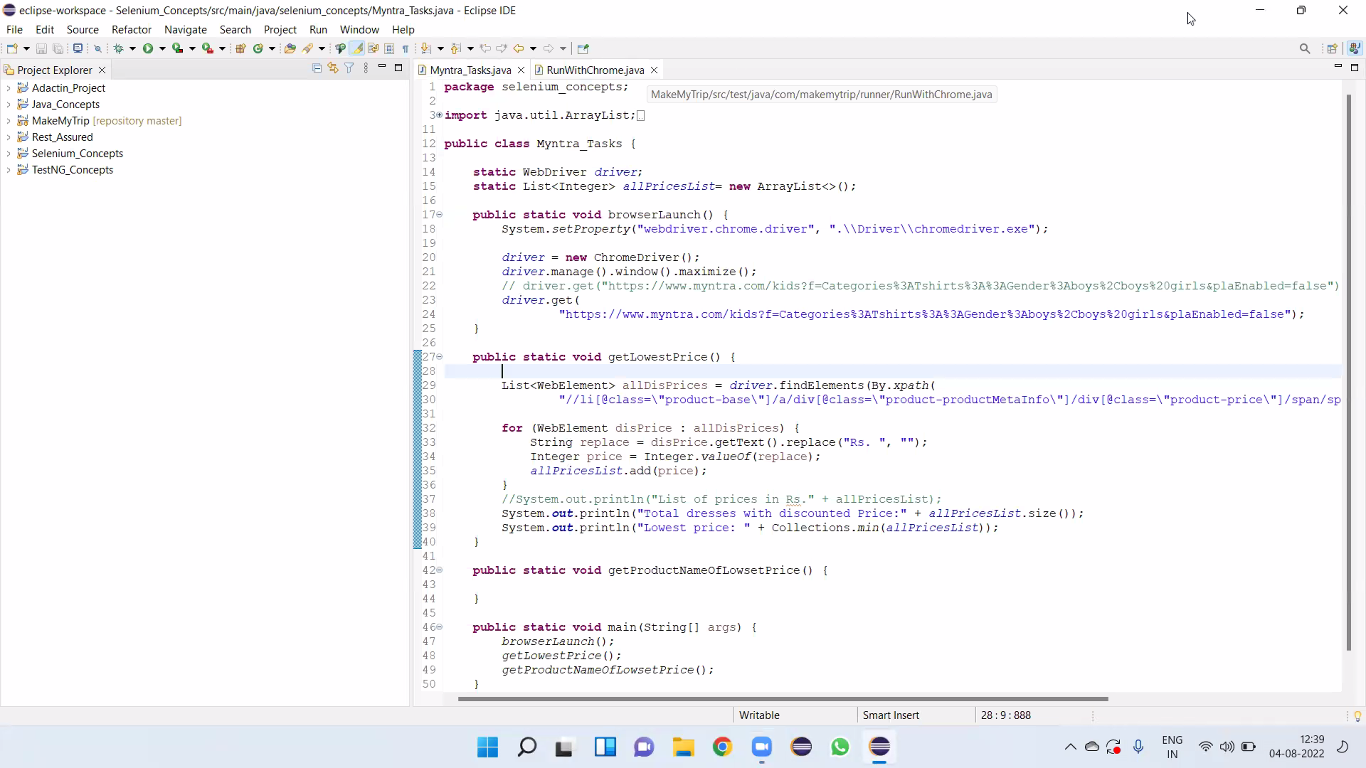 eclipse-workspace - Selenium_Concepts/src/main/java/selenium_concepts/Myntra_Tasks.java - Eclipse IDE
File Edit Source Refactor Navigate Search Project Run Window Help
Project Explorer
Myntra_Tasks.java RunWithChrome.java
Adactin_Project
Java_Concepts
MakeMyTrip [repository master]
Rest_Assured
Selenium_Concepts
TestNG_Concepts
MakeMyTrip/src/test/java/com/makemytrip/runner/RunWithChrome.java
1 package selenium_concepts;
2
3 import java.util.ArrayList;
11
12 public class Myntra_Tasks {
13
14 static WebDriver driver;
15 static List<Integer> allPricesList= new ArrayList<>();
16
17 public static void browserLaunch() {
18 System.setProperty("webdriver.chrome.driver", ".\\Driver\\chromedriver.exe");
19
20 driver = new ChromeDriver();
21 driver.manage().window().maximize();
22 // driver.get("https://www.myntra.com/kids?f=Categories%3ATshirts%3A%3AGender%3Aboys%2Cboys%20girls&plaEnabled=false")
23 driver.get(
24 "https://www.myntra.com/kids?f=Categories%3ATshirts%3A%3AGender%3Aboys%2Cboys%20girls&plaEnabled=false");
25 }
26
27 public static void getLowestPrice() {
28
29 List<WebElement> allDisPrices = driver.findElements(By.xpath(
30 "//li[@class=\"product-base\"]/a/div[@class=\"product-productMetaInfo\"]/div[@class=\"product-price\"]/span/sp
31
32 for (WebElement disPrice : allDisPrices) {
33 String replace = disPrice.getText().replace("Rs. ", "");
34 Integer price = Integer.valueOf(replace);
35 allPricesList.add(price);
36 }
37 //System.out.println("List of prices in Rs." + allPricesList);
38 System.out.println("Total dresses with discounted Price:" + allPricesList.size());
39 System.out.println("Lowest price: " + Collections.min(allPricesList));
40 }
41
42 public static void getProductNameOfLowsetPrice() {
43
44 }
45
46 public static void main(String[] args) {
47 browserLaunch();
48 getLowestPrice();
49 getProductNameOfLowsetPrice();
50 }
Writable Smart Insert 28 : 9 : 888
ENG
IN
12:39
04-08-2022